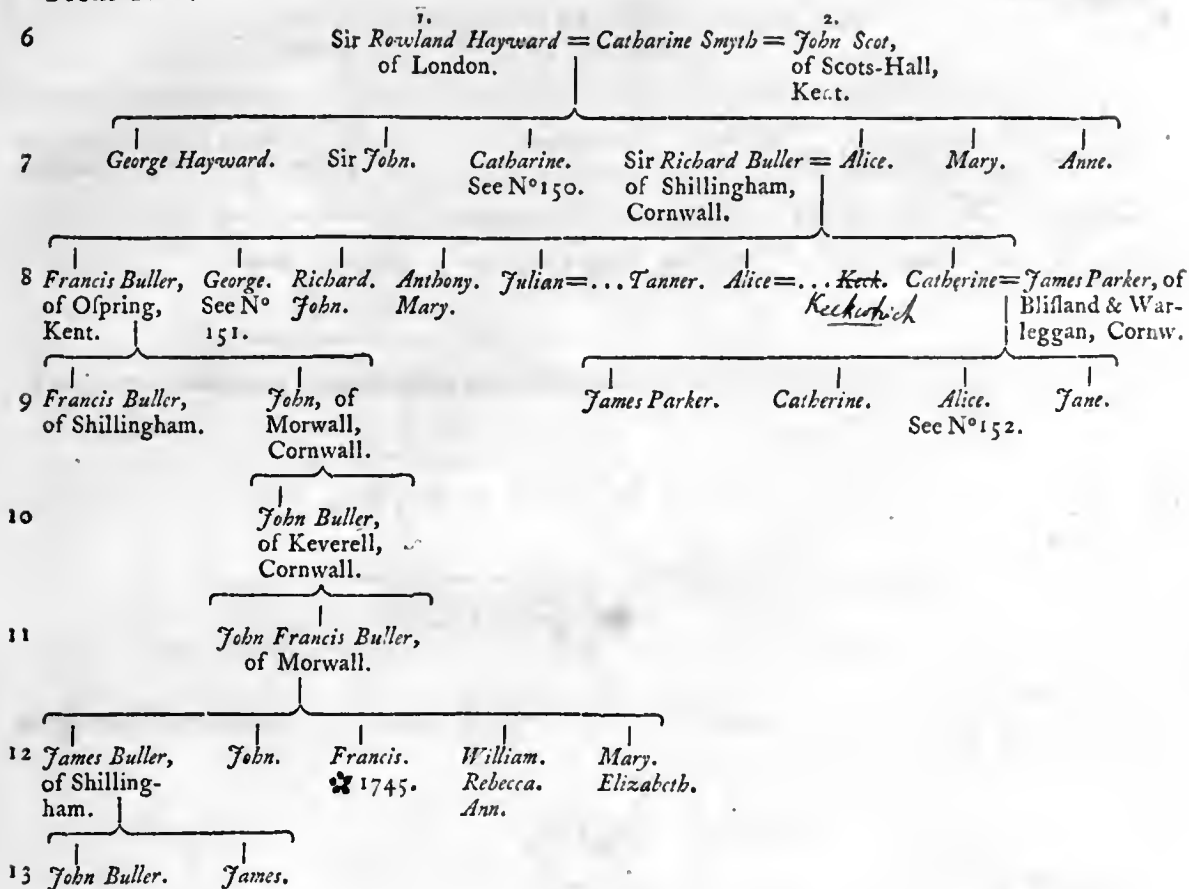 1. 2.
6 Sir Rowland Hayward = Catharine Smyth = John Scot,
of London. of Scots-Hall,
Kent.
7 George Hayward. Sir John. Catharine. Sir Richard Buller = Alice. Mary. Anne.
See N° 150. of Shillingham,
Cornwall.
8 Francis Buller, George. Richard. Anthony. Julian=... Tanner. Alice=... Keck. Catherine=James Parker, of
of Ospring, See N° John. Mary. Keckwhich Blisland & War-
Kent. 151. leggan, Cornw.
9 Francis Buller, John, of James Parker. Catherine. Alice. Jane.
of Shillingham. Morwall, See N° 152.
Cornwall.
10 John Buller,
of Keverell,
Cornwall.
11 John Francis Buller,
of Morwall.
12 James Buller, John. Francis. William. Mary.
of Shilling- 1745. Rebecca. Elizabeth.
ham. Ann.
13 John Buller. James.